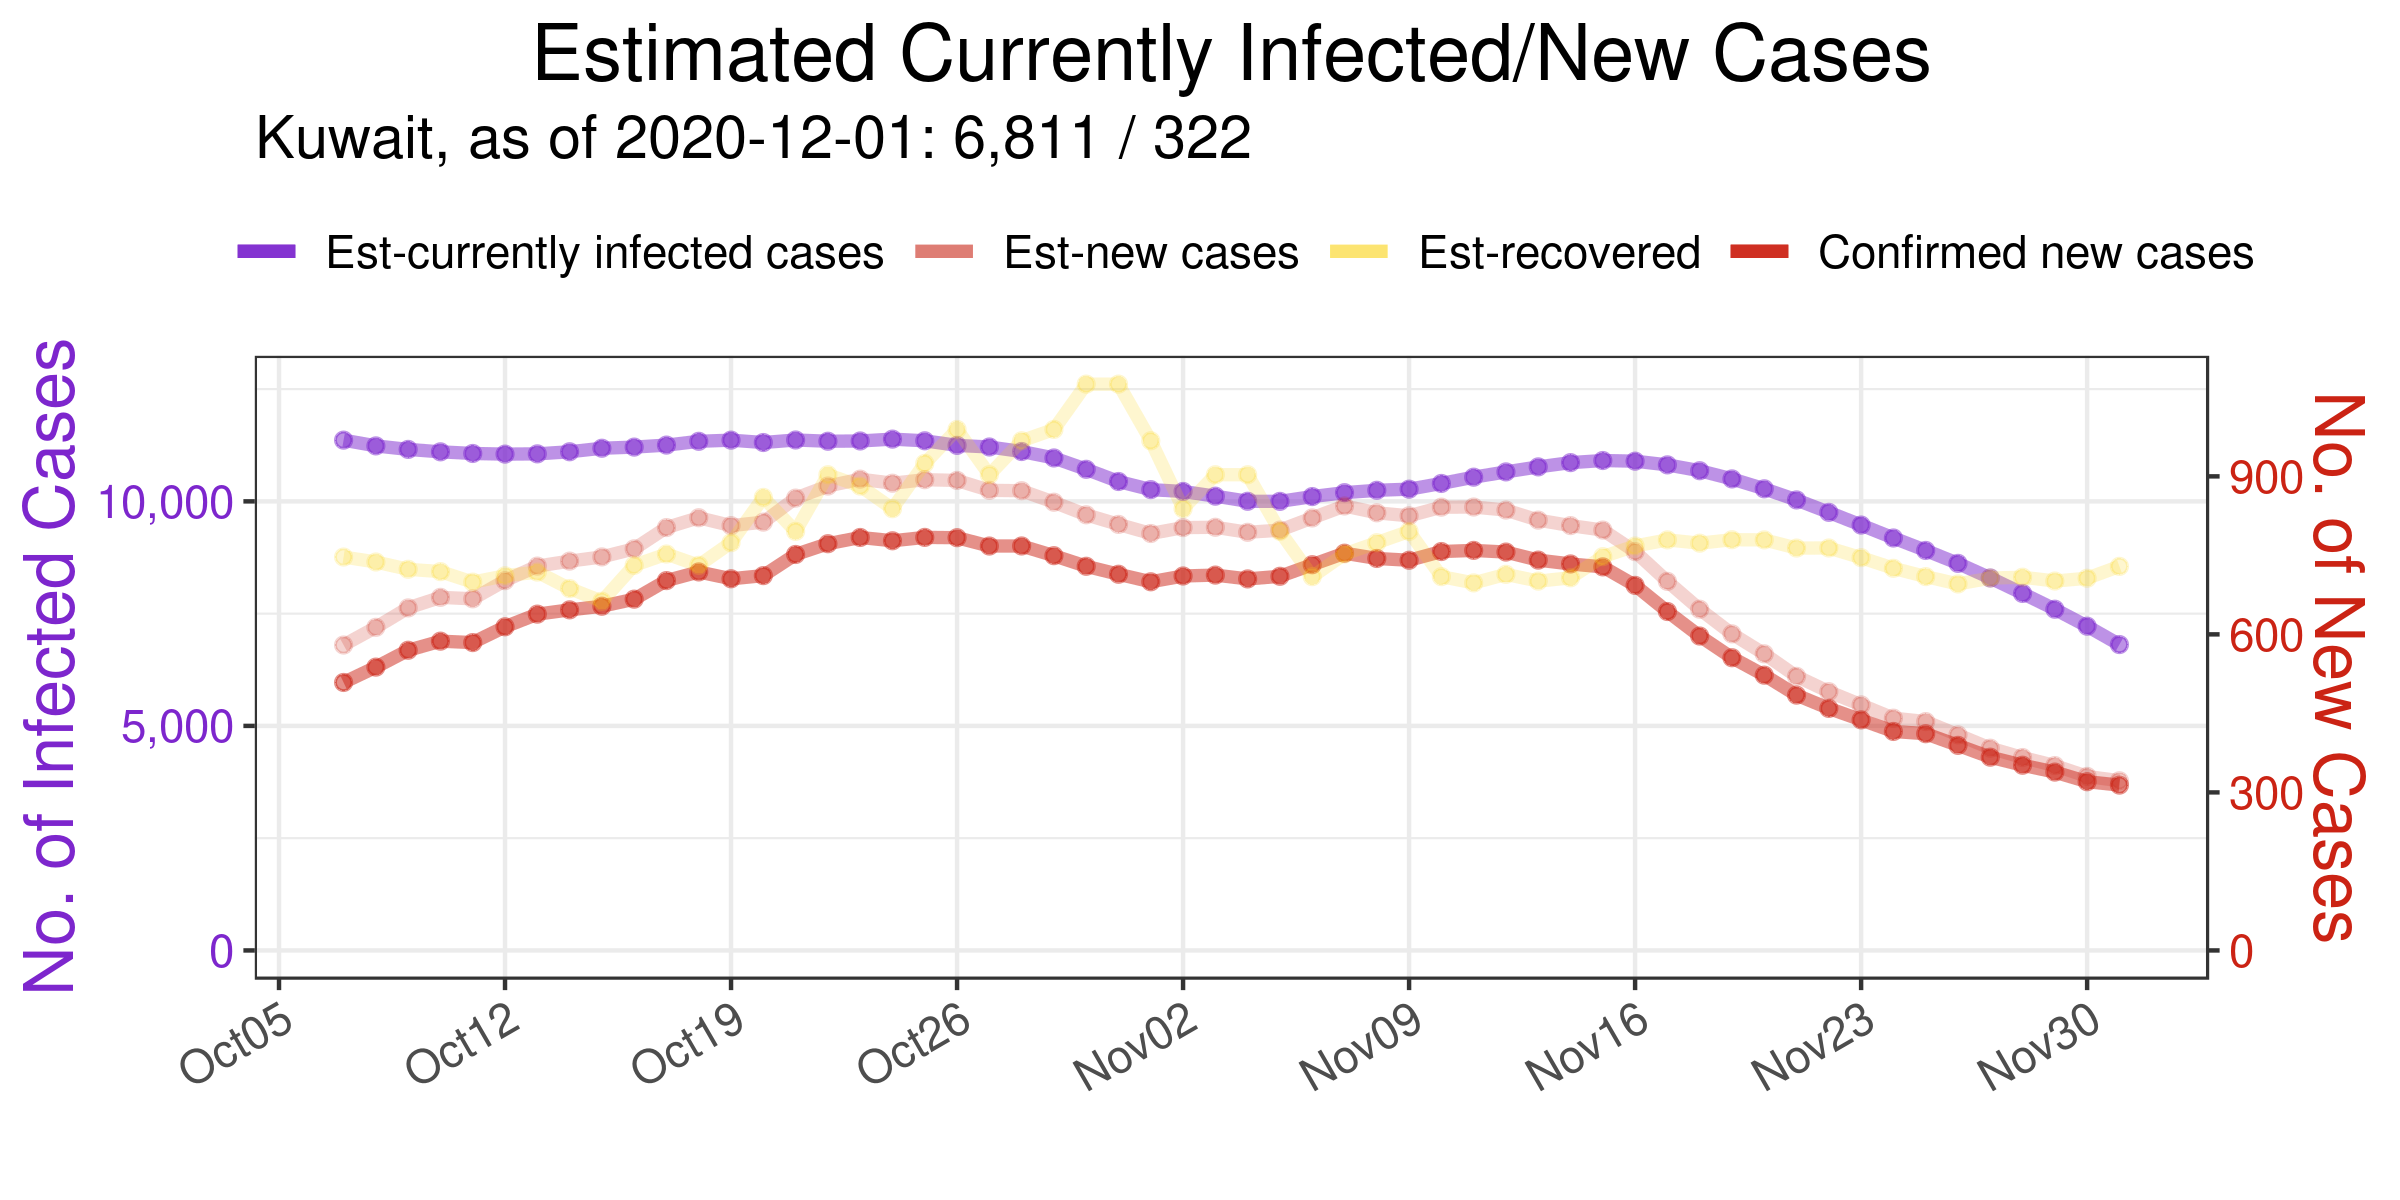 Estimated Currently Infected/New Cases
Kuwait, as of 2020-12-01: 6,811 / 322
Est-currently infected cases Est-new cases Est-recovered Confirmed new cases
No. of Infected Cases
10,000
5,000
0
No. of New Cases
900
600
300
0
Oct05 Oct12 Oct19 Oct26 Nov02 Nov09 Nov16 Nov23 Nov30